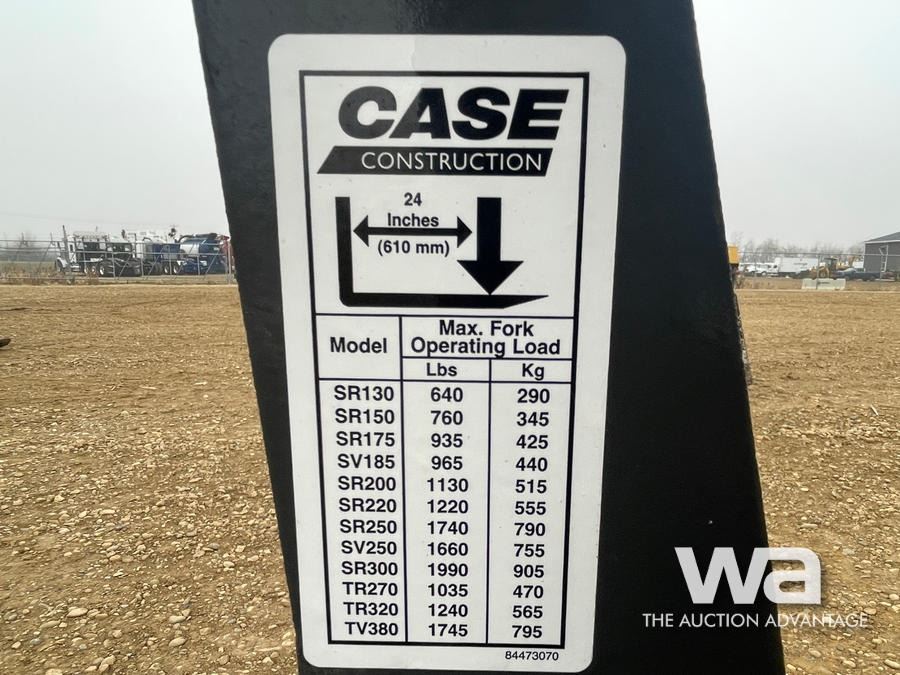 CASE
CONSTRUCTION
24
Inches
(610 mm)
Model Max. Fork
Operating Load
Lbs Kg
SR130 640 290
SR150 760 345
SR175 935 425
SV185 965 440
SR200 1130 515
SR220 1220 555
SR250 1740 790
SV250 1660 755
SR300 1990 905
TR270 1035 470
TR320 1240 565
TV380 1745 795
84473070
wa
THE AUCTION ADVANTAGE